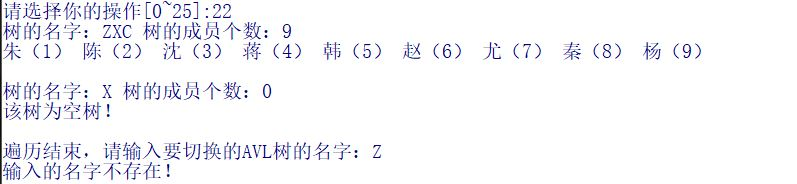 请选择你的操作[0~25]:22
树的名字：ZXC 树的成员个数：9
朱（1） 陈（2） 沈（3） 蒋（4） 韩（5） 赵（6） 尤（7） 秦（8） 杨（9）
树的名字：X 树的成员个数：0
该树为空树！
遍历结束，请输入要切换的AVL树的名字：Z
输入的名字不存在！